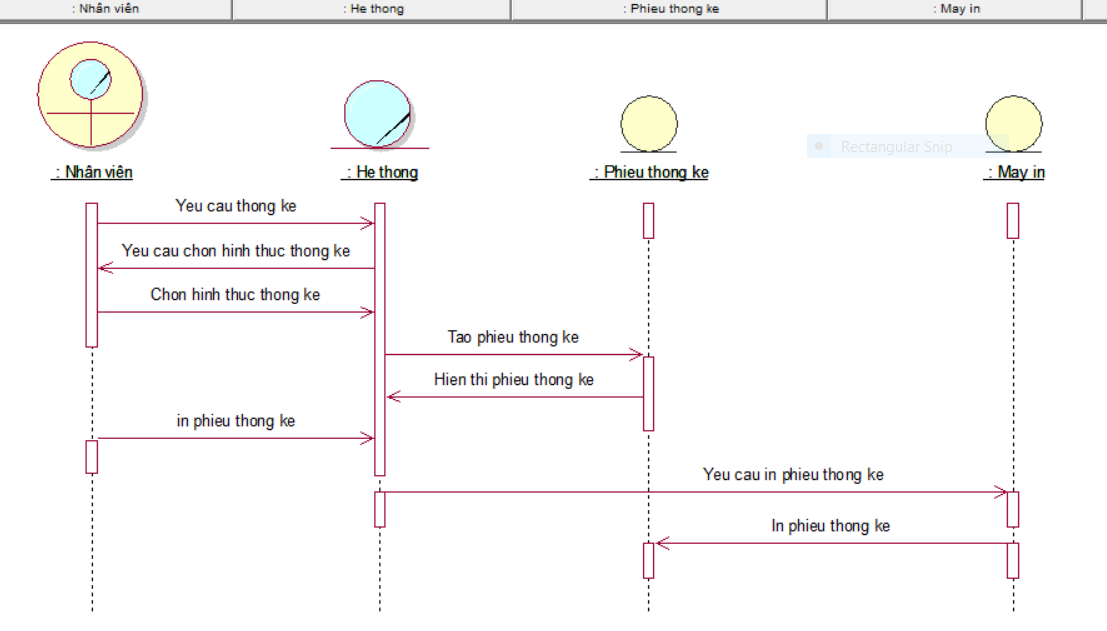 : Nhân viên
: He thong
: Phieu thong ke
: May in
Rectangular Snip
: Nhân viên
: He thong
: Phieu thong ke
: May in
Yeu cau thong ke
Yeu cau chon hinh thuc thong ke
Chon hinh thuc thong ke
Tao phieu thong ke
Hien thi phieu thong ke
in phieu thong ke
Yeu cau in phieu thong ke
In phieu thong ke